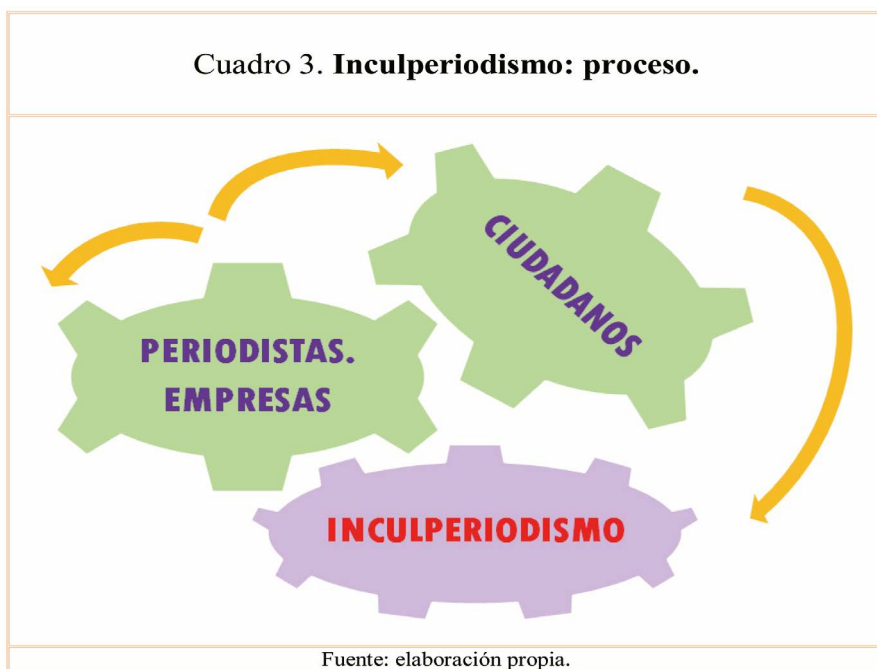 Cuadro 3. Inculperiodismo: proceso.
CIUDADANOS
PERIODISTAS.
EMPRESAS
INCULPERIODISMO
Fuente: elaboración propia.